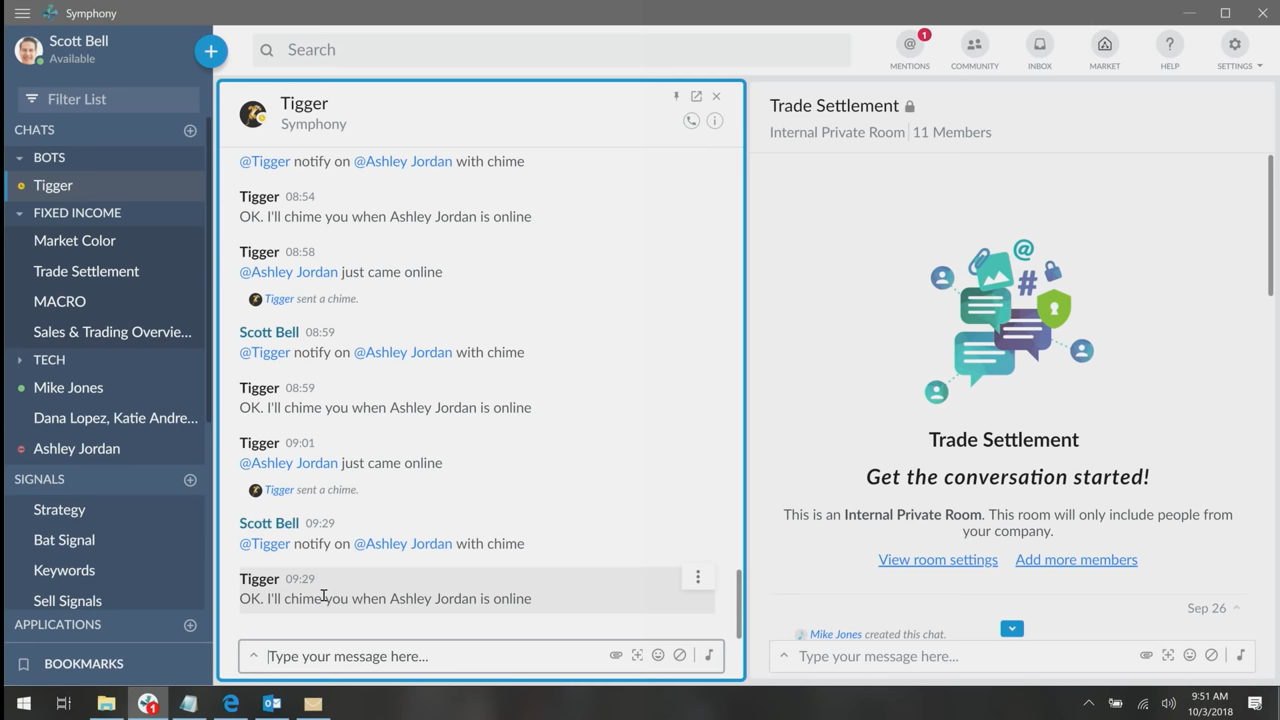 Symphony
Scott Bell
Available
Filter List
CHATS
BOTS
Tigger
FIXED INCOME
Market Color
Trade Settlement
MACRO
Sales & Trading Overvie...
TECH
Mike Jones
Dana Lopez, Katie Andre...
Ashley Jordan
SIGNALS
Strategy
Bat Signal
Keywords
Sell Signals
APPLICATIONS
BOOKMARKS
+
Search
@ 1
MENTIONS
COMMUNITY
INBOX
MARKET
? HELP
SETTINGS
Tigger
Symphony
@Tigger notify on @Ashley Jordan with chime
Tigger 08:54
OK. I'll chime you when Ashley Jordan is online
Tigger 08:58
@Ashley Jordan just came online
Tigger sent a chime.
Scott Bell 08:59
@Tigger notify on @Ashley Jordan with chime
Tigger 08:59
OK. I'll chime you when Ashley Jordan is online
Tigger 09:01
@Ashley Jordan just came online
Tigger sent a chime.
Scott Bell 09:29
@Tigger notify on @Ashley Jordan with chime
Tigger 09:29
OK. I'll chime you when Ashley Jordan is online
Type your message here...
Trade Settlement
Internal Private Room | 11 Members
@
#
Trade Settlement
Get the conversation started!
This is an Internal Private Room. This room will only include people from
your company.
View room settings Add more members
Sep 26
Mike Jones created this chat.
Type your message here...
1
9:51 AM
10/3/2018